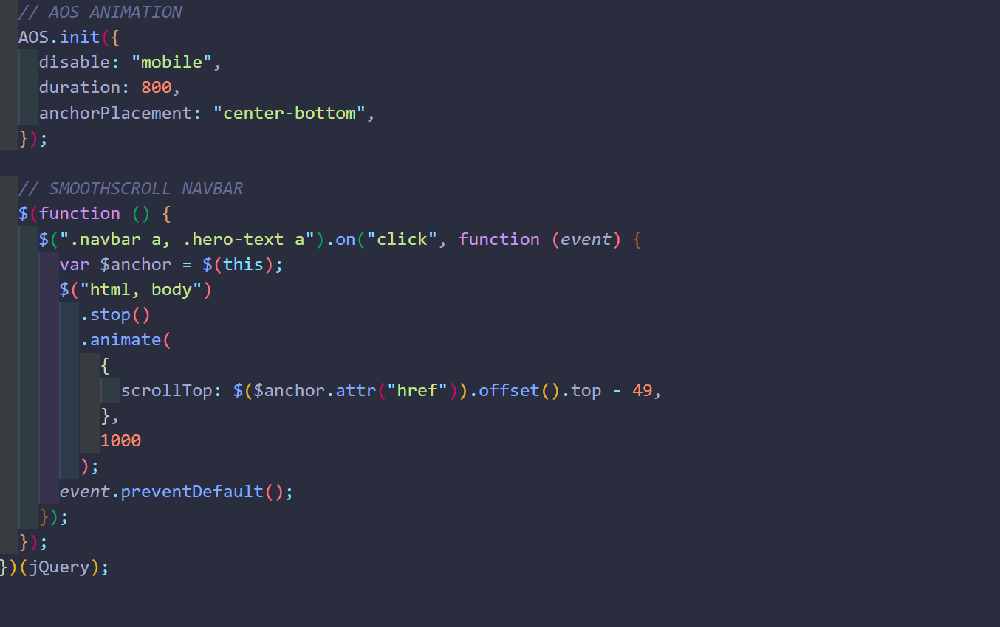 // AOS ANIMATION
AOS.init({
disable: "mobile",
duration: 800,
anchorPlacement: "center-bottom",
});
// SMOOTHSCROLL NAVBAR
$(function () {
$(".navbar a, .hero-text a").on("click", function (event) {
var $anchor = $(this);
$("html, body")
.stop()
.animate(
{
scrollTop: $($anchor.attr("href")).offset().top - 49,
},
1000
);
event.preventDefault();
});
});
})(jQuery);